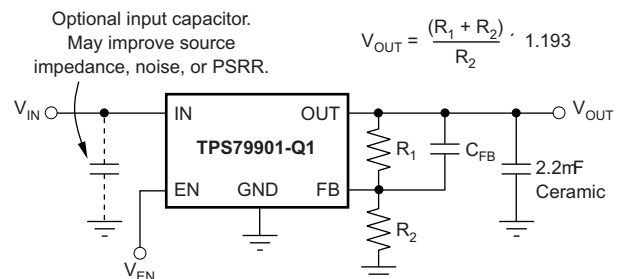 Optional input capacitor.
May improve source
impedance, noise, or PSRR.
V_OUT = (R_1 + R_2) / R_2 · 1.193
V_IN
IN
OUT
V_OUT
TPS79901-Q1
R_1
C_FB
2.2mF
Ceramic
EN
GND
FB
R_2
V_EN